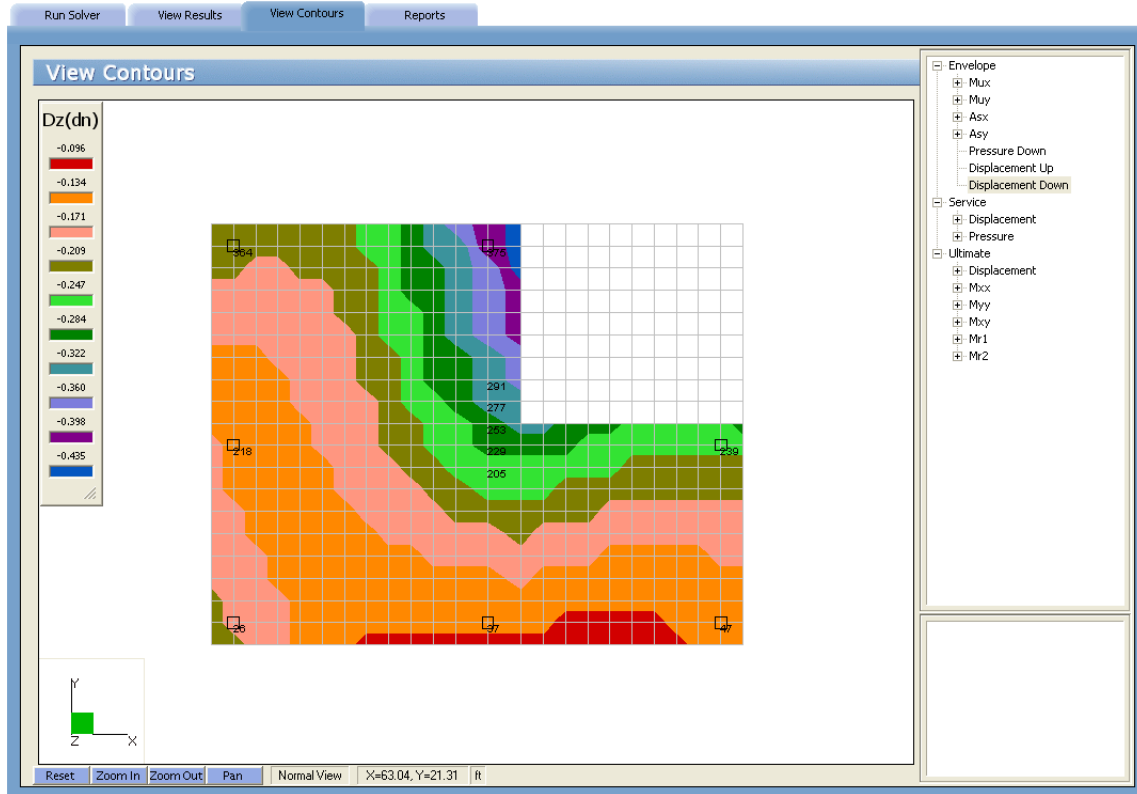 Run Solver View Results View Contours Reports
View Contours
Dz(dn)
-0.096
-0.134
-0.171
-0.209
-0.247
-0.284
-0.322
-0.360
-0.398
-0.435
364 376
291
277
253
218 229 239
205
26 37 47
Y
Z X
Reset Zoom In Zoom Out Pan Normal View X=63.04, Y=21.31 ft
Envelope
Mux
Muy
Asx
Asy
Pressure Down
Displacement Up
Displacement Down
Service
Displacement
Pressure
Ultimate
Displacement
Mxx
Myy
Mxy
Mr1
Mr2